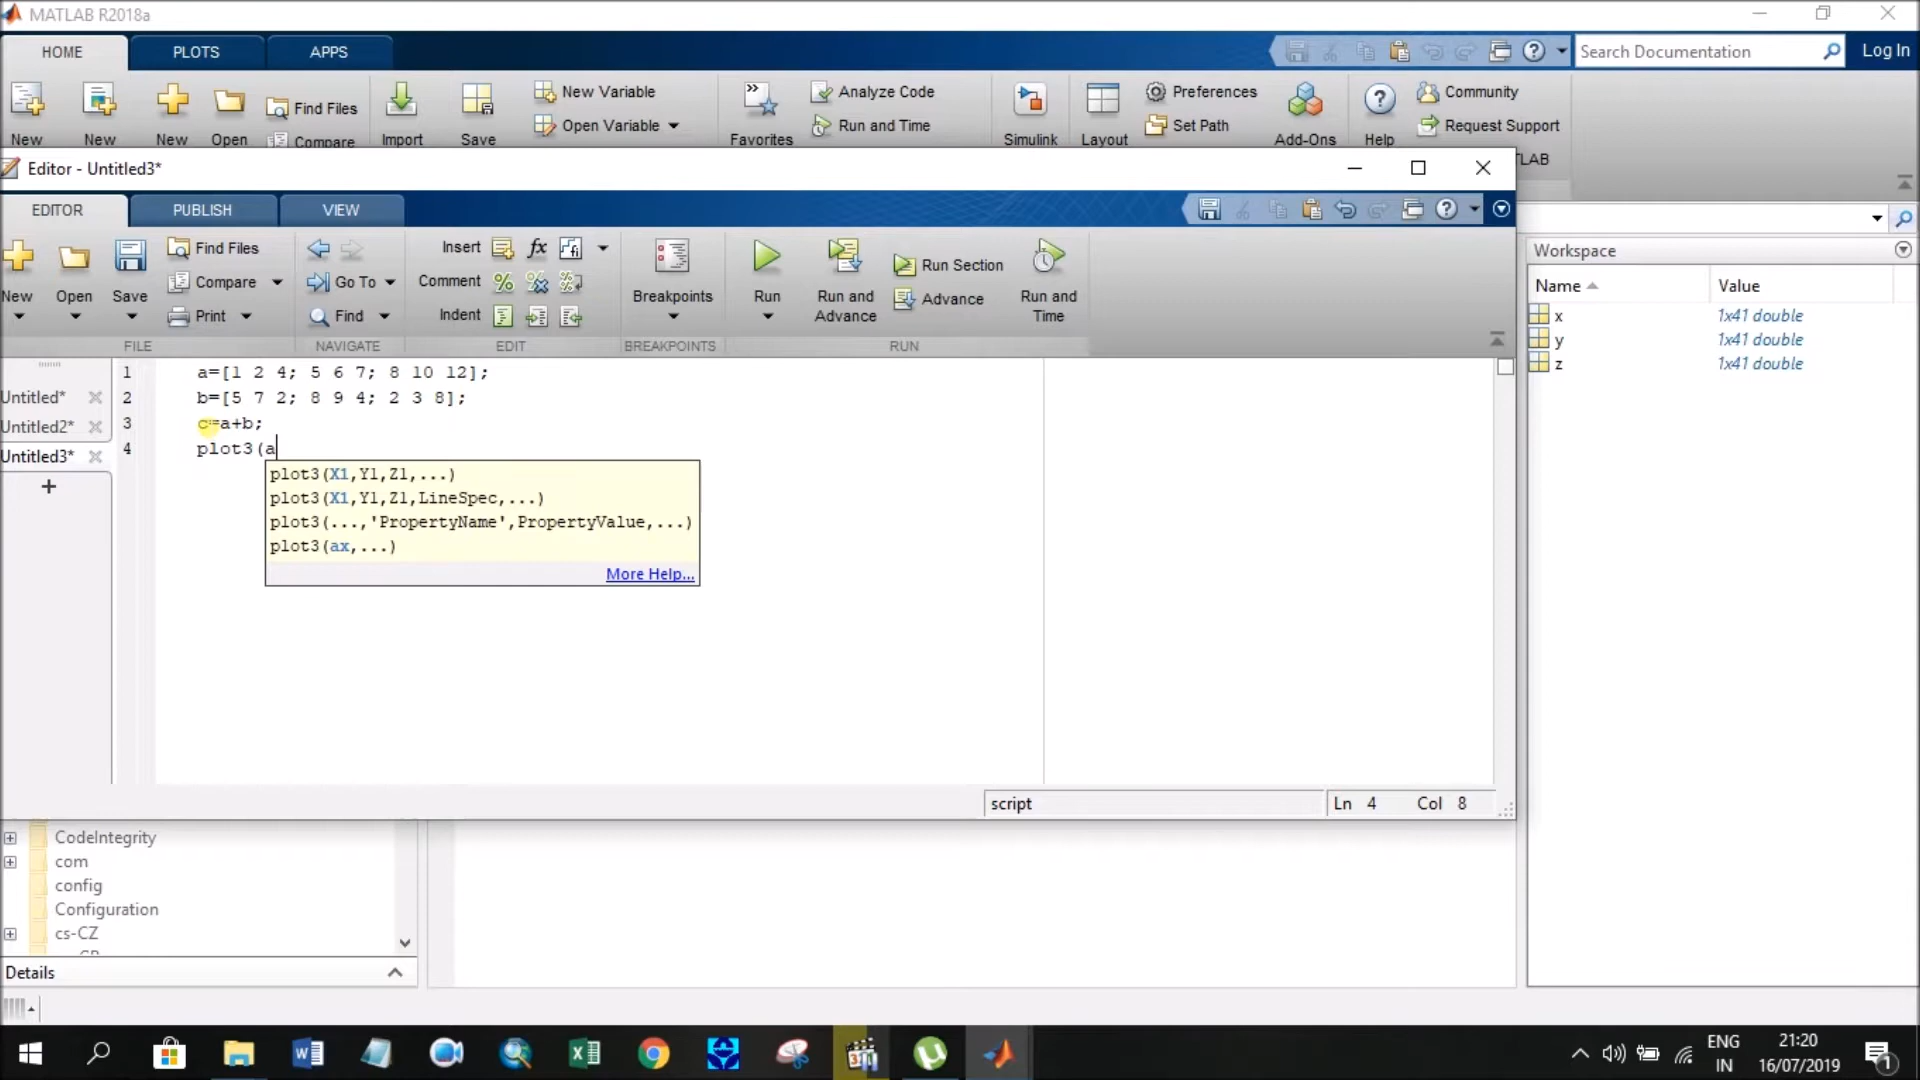 MATLAB R2018a
HOME PLOTS APPS
Search Documentation Log In
New New New Open Find Files Compare Import Save New Variable Open Variable Favorites Analyze Code Run and Time Simulink Layout Preferences Set Path Add-Ons Help Community Request Support
TLAB
Editor - Untitled3*
EDITOR PUBLISH VIEW
New Open Save Find Files Compare Print Go To Find Insert fx Comment Indent Breakpoints Run Run and Advance Run Section Advance Run and Time
FILE NAVIGATE EDIT BREAKPOINTS RUN
Untitled*
Untitled2*
Untitled3*
1 a=[1 2 4; 5 6 7; 8 10 12];
2 b=[5 7 2; 8 9 4; 2 3 8];
3 c=a+b;
4 plot3(a
plot3(X1,Y1,Z1,...)
plot3(X1,Y1,Z1,LineSpec,...)
plot3(...,'PropertyName',PropertyValue,...)
plot3(ax,...)
More Help...
script Ln 4 Col 8
Workspace
Name Value
x 1x41 double
y 1x41 double
z 1x41 double
CodeIntegrity
com
config
Configuration
cs-CZ
Details
ENG
IN
21:20
16/07/2019
1